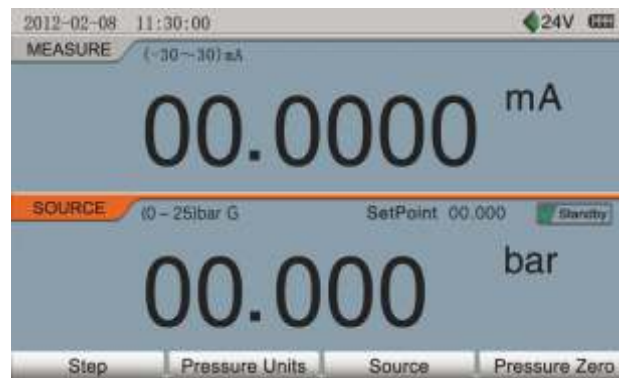 2012-02-08 11:30:00 24V
MEASURE (-30~30)mA
00.0000 mA
SOURCE (0 – 25)bar G SetPoint 00.000 Standby
00.000 bar
Step Pressure Units Source Pressure Zero